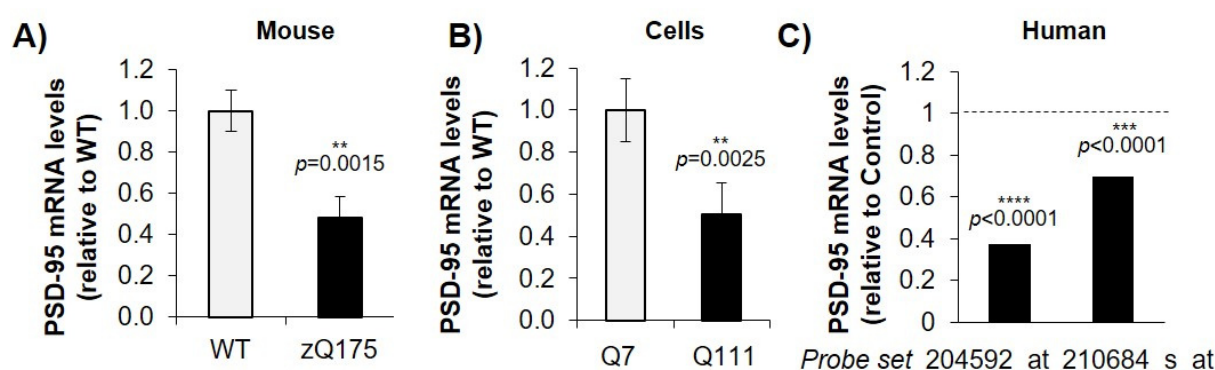 A)
Mouse
PSD-95 mRNA levels
(relative to WT)
1.2
1.0
0.8
0.6
0.4
0.2
0.0
**
p=0.0015
WT zQ175
B)
Cells
PSD-95 mRNA levels
(relative to WT)
1.2
1.0
0.8
0.6
0.4
0.2
0.0
**
p=0.0025
Q7 Q111
C)
Human
PSD-95 mRNA levels
(relative to Control)
1.2
1
0.8
0.6
0.4
0.2
0
****
p<0.0001
***
p<0.0001
Probe set 204592 at 210684 s at